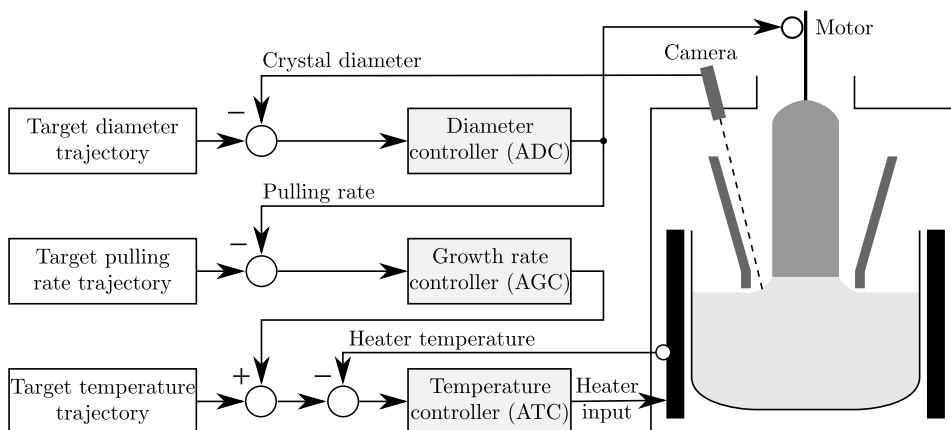 Motor
Camera
Crystal diameter
−
Target diameter
trajectory
Diameter
controller (ADC)
Pulling rate
−
Target pulling
rate trajectory
Growth rate
controller (AGC)
Heater temperature
+
−
Target temperature
trajectory
Temperature
controller (ATC)
Heater
input